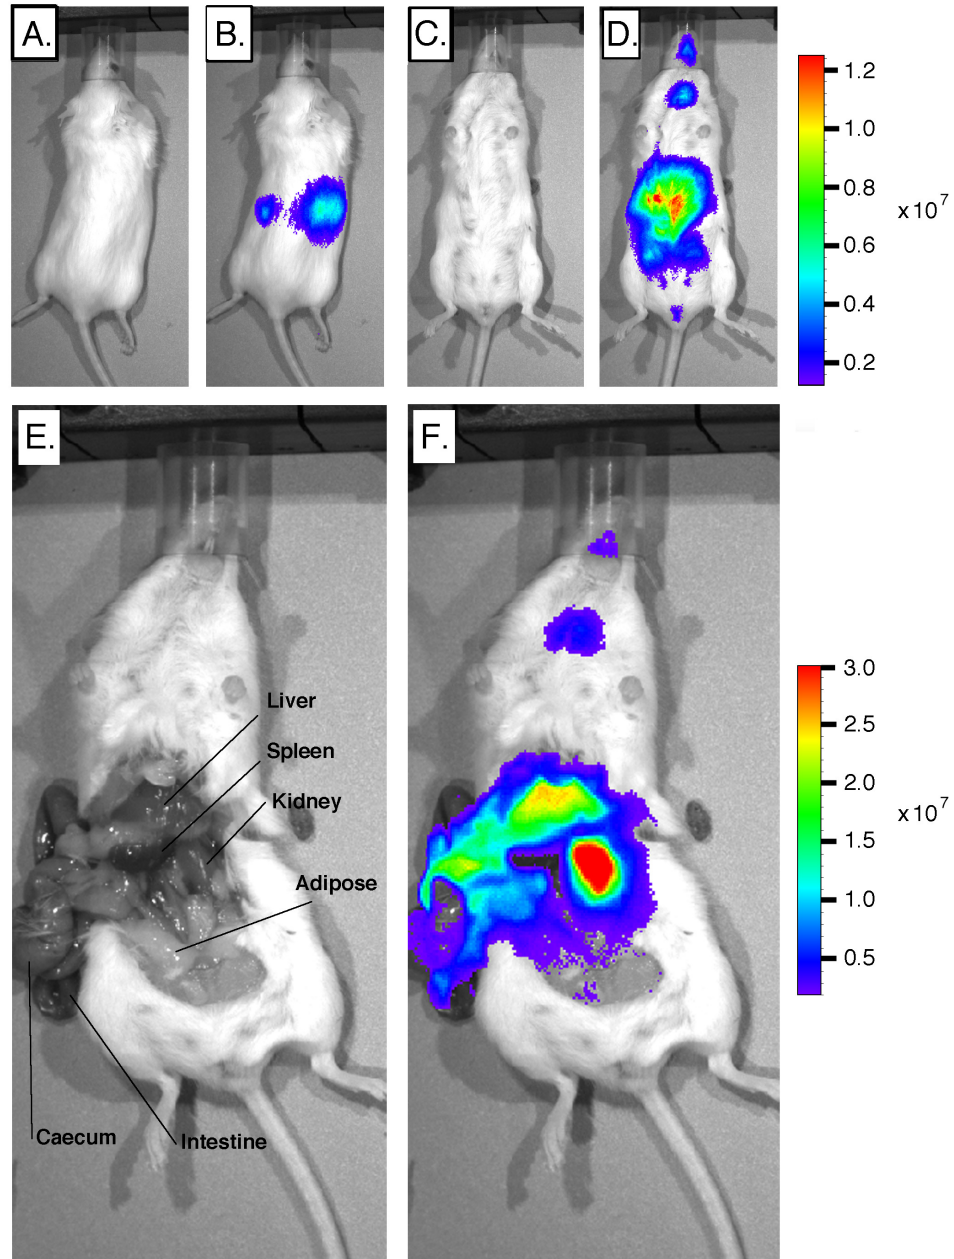 A.
B.
C.
D.
1.2
1.0
0.8
0.6
0.4
0.2
x10⁷
E.
F.
Liver
Spleen
Kidney
Adipose
Caecum
Intestine
3.0
2.5
2.0
1.5
1.0
0.5
x10⁷